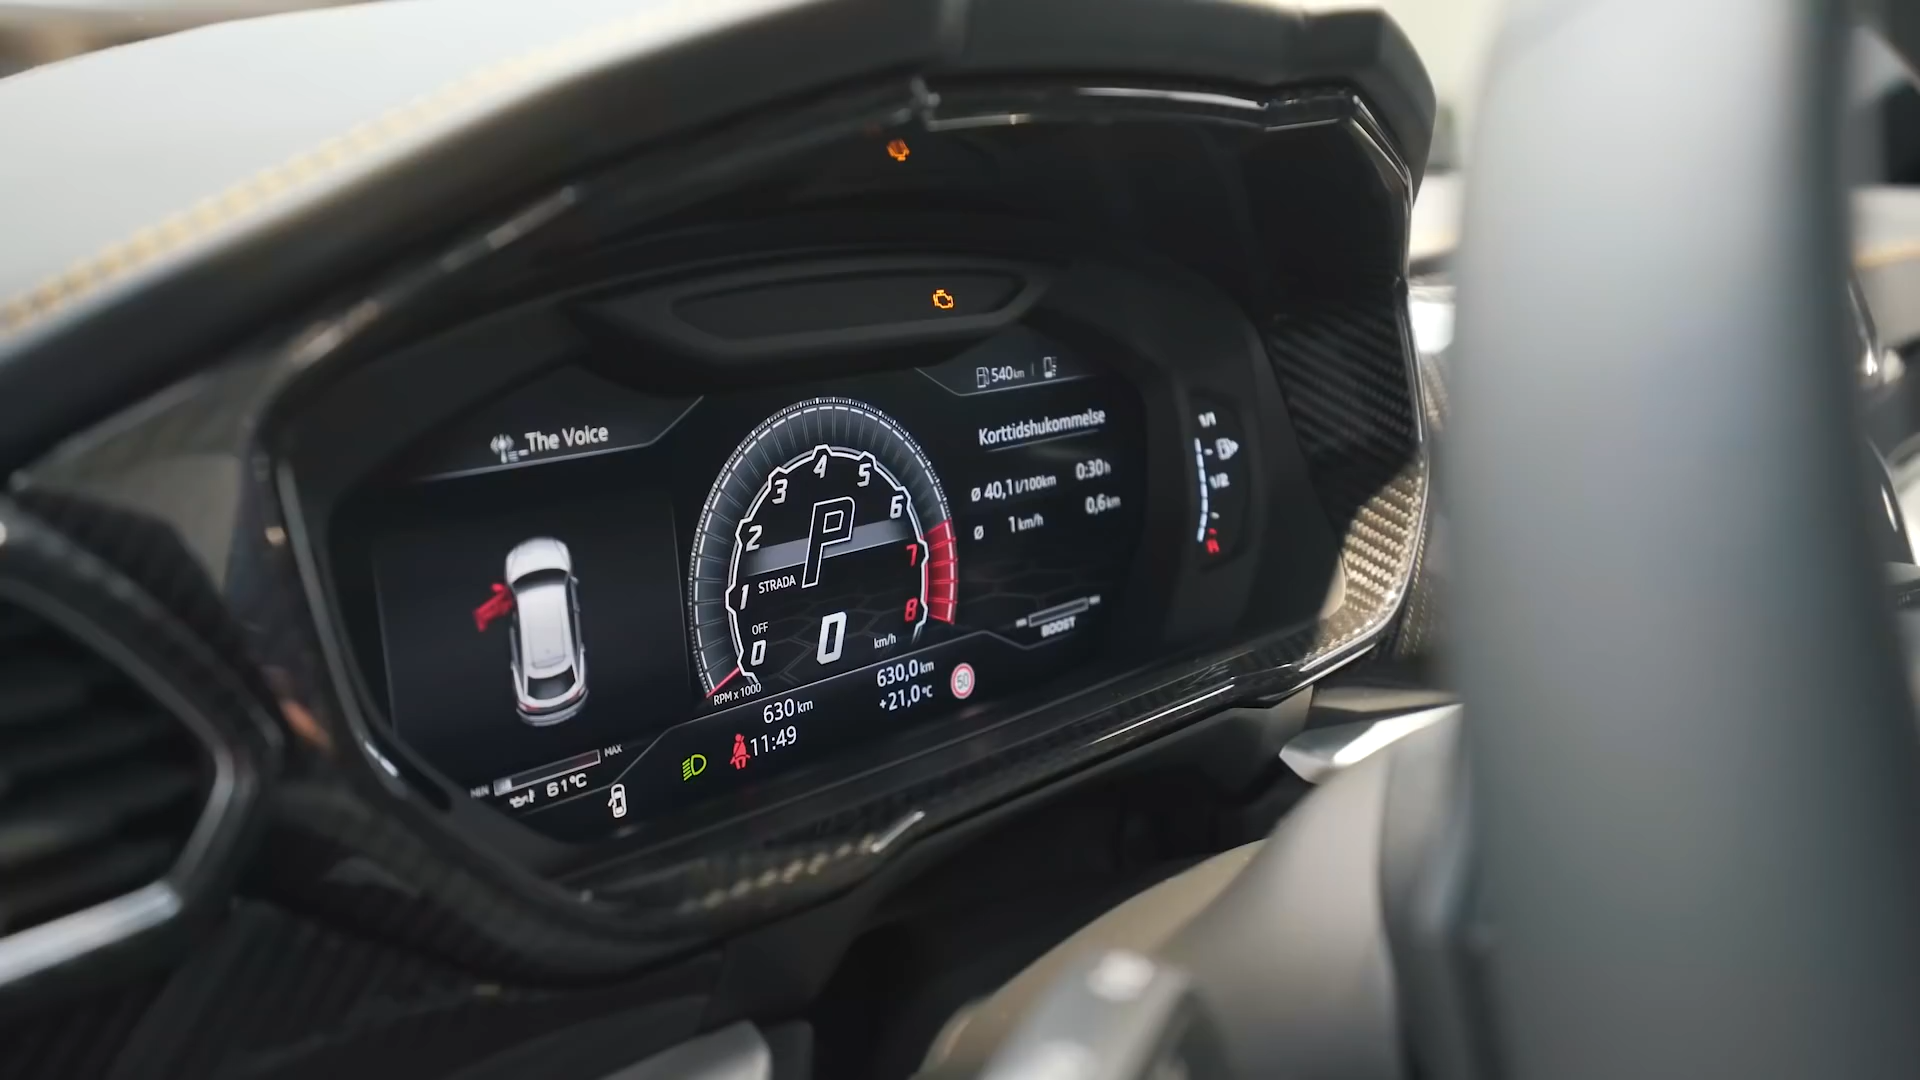 540 km
The Voice
Korttidshukommelse
ø 40,1 l/100km 0:30 h
ø 1 km/h 0,6 km
1/1
1/2
4
3 5
2 6
P
7
STRADA
1 8
OFF
0 0 km/h
RPM x 1000
630,0 km
630 km +21,0 °C 50
11:49
BOOST
MIN MAX
61°C